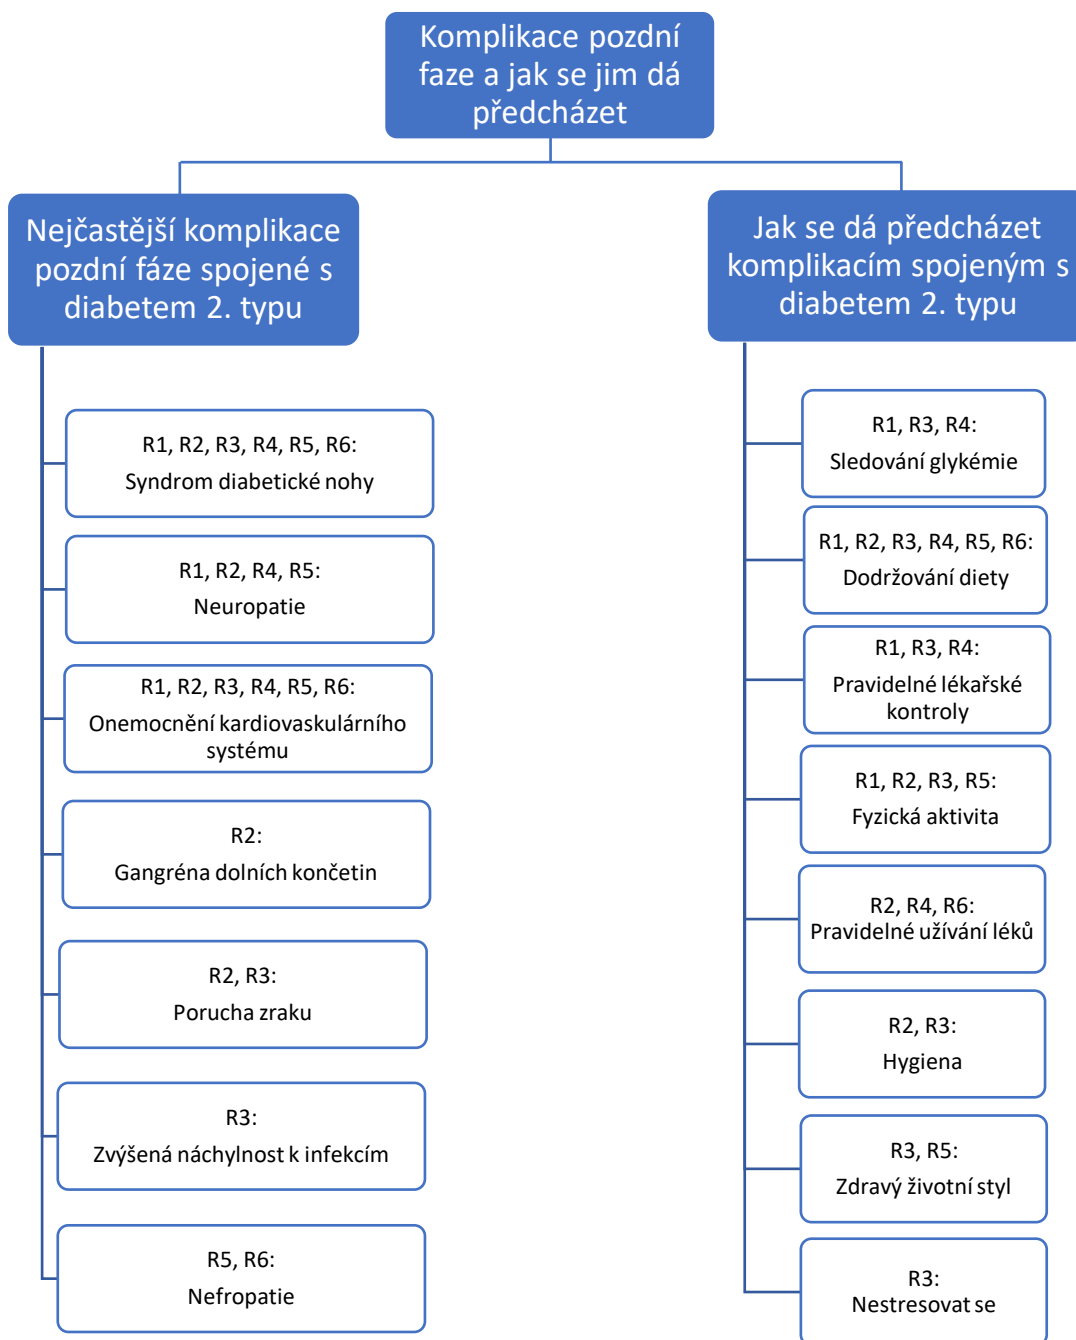 Komplikace pozdní
faze a jak se jim dá
předcházet
Nejčastější komplikace
pozdní fáze spojené s
diabetem 2. typu
R1, R2, R3, R4, R5, R6:
Syndrom diabetické nohy
R1, R2, R4, R5:
Neuropatie
R1, R2, R3, R4, R5, R6:
Onemocnění kardiovaskulárního
systému
R2:
Gangréna dolních končetin
R2, R3:
Porucha zraku
R3:
Zvýšená náchylnost k infekcím
R5, R6:
Nefropatie
Jak se dá předcházet
komplikacím spojeným s
diabetem 2. typu
R1, R3, R4:
Sledování glykémie
R1, R2, R3, R4, R5, R6:
Dodržování diety
R1, R3, R4:
Pravidelné lékařské
kontroly
R1, R2, R3, R5:
Fyzická aktivita
R2, R4, R6:
Pravidelné užívání léků
R2, R3:
Hygiena
R3, R5:
Zdravý životní styl
R3:
Nestresovat se